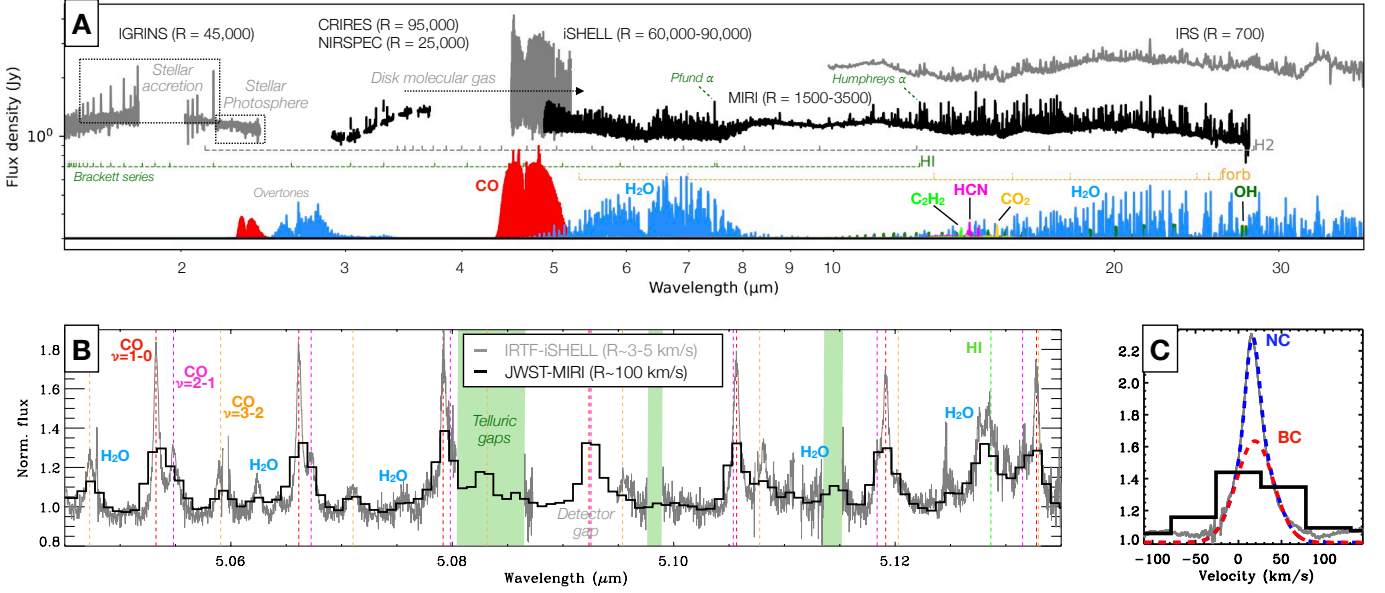 A
IGRINS (R = 45,000)
CRIRES (R = 95,000)
NIRSPEC (R = 25,000)
iSHELL (R = 60,000-90,000)
IRS (R = 700)
Stellar
accretion
Stellar
Photosphere
Disk molecular gas
Pfund α
Humphreys α
MIRI (R = 1500-3500)
Flux density (Jy)
10⁰
H2
HI
Brackett series
forb
Overtones
CO
H₂O
C₂H₂
HCN
CO₂
H₂O
OH
2
3
4
5
6
7
8
9
10
20
30
Wavelength (μm)
B
CO
ν=1-0
CO
ν=2-1
CO
ν=3-2
IRTF-iSHELL (R~3-5 km/s)
JWST-MIRI (R~100 km/s)
Telluric
gaps
Detector
gap
HI
H₂O
H₂O
H₂O
H₂O
H₂O
Norm. flux
1.8
1.6
1.4
1.2
1.0
0.8
5.06
5.08
5.10
5.12
Wavelength (μm)
C
NC
BC
2.2
2.0
1.8
1.6
1.4
1.2
1.0
−100
−50
0
50
100
Velocity (km/s)